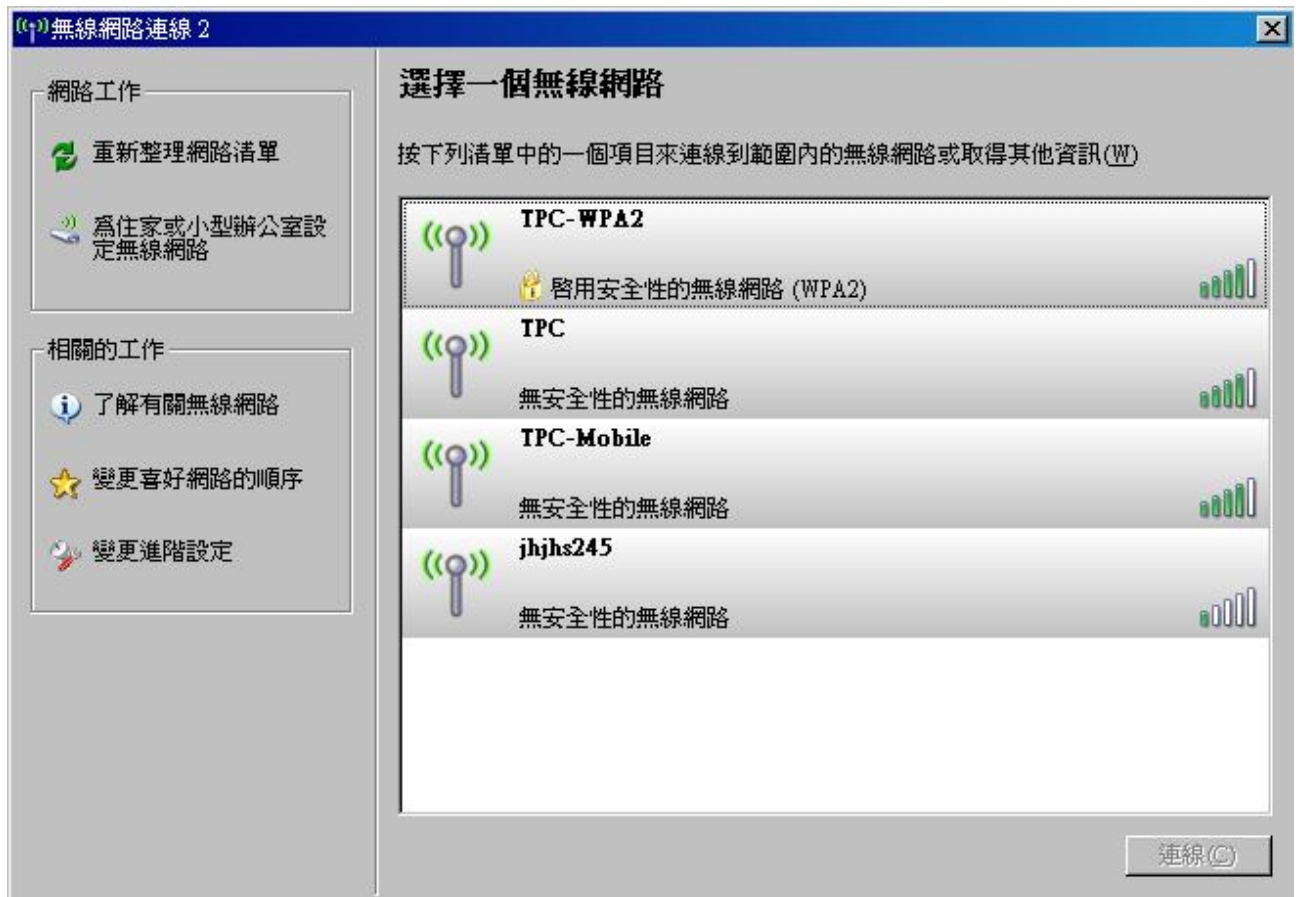 無線網路連線 2
網路工作
重新整理網路清單
為住家或小型辦公室設
定無線網路
相關的工作
了解有關無線網路
變更喜好網路的順序
變更進階設定
選擇一個無線網路
按下列清單中的一個項目來連線到範圍內的無線網路或取得其他資訊(W)
TPC-WPA2
啟用安全性的無線網路 (WPA2)
TPC
無安全性的無線網路
TPC-Mobile
無安全性的無線網路
jhjhs245
無安全性的無線網路
連線(C)